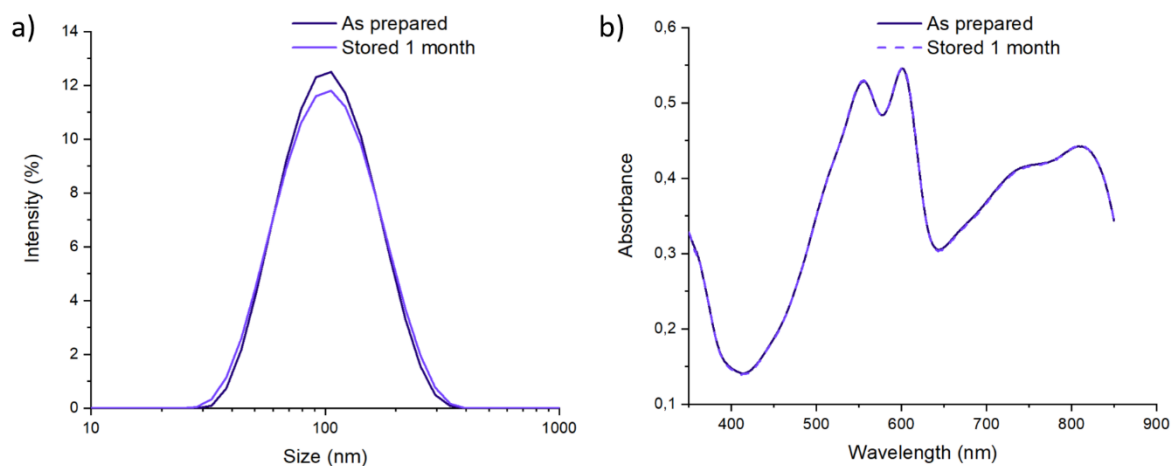 a)
As prepared
Stored 1 month
14
12
10
8
6
4
2
0
Intensity (%)
10
100
1000
Size (nm)
b)
As prepared
Stored 1 month
0,6
0,5
0,4
0,3
0,2
0,1
Absorbance
400
500
600
700
800
900
Wavelength (nm)